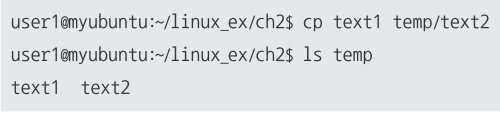 user1@myubuntu:~/linux_ex/ch2$ cp text1 temp/text2
user1@myubuntu:~/linux_ex/ch2$ ls temp
text1 text2